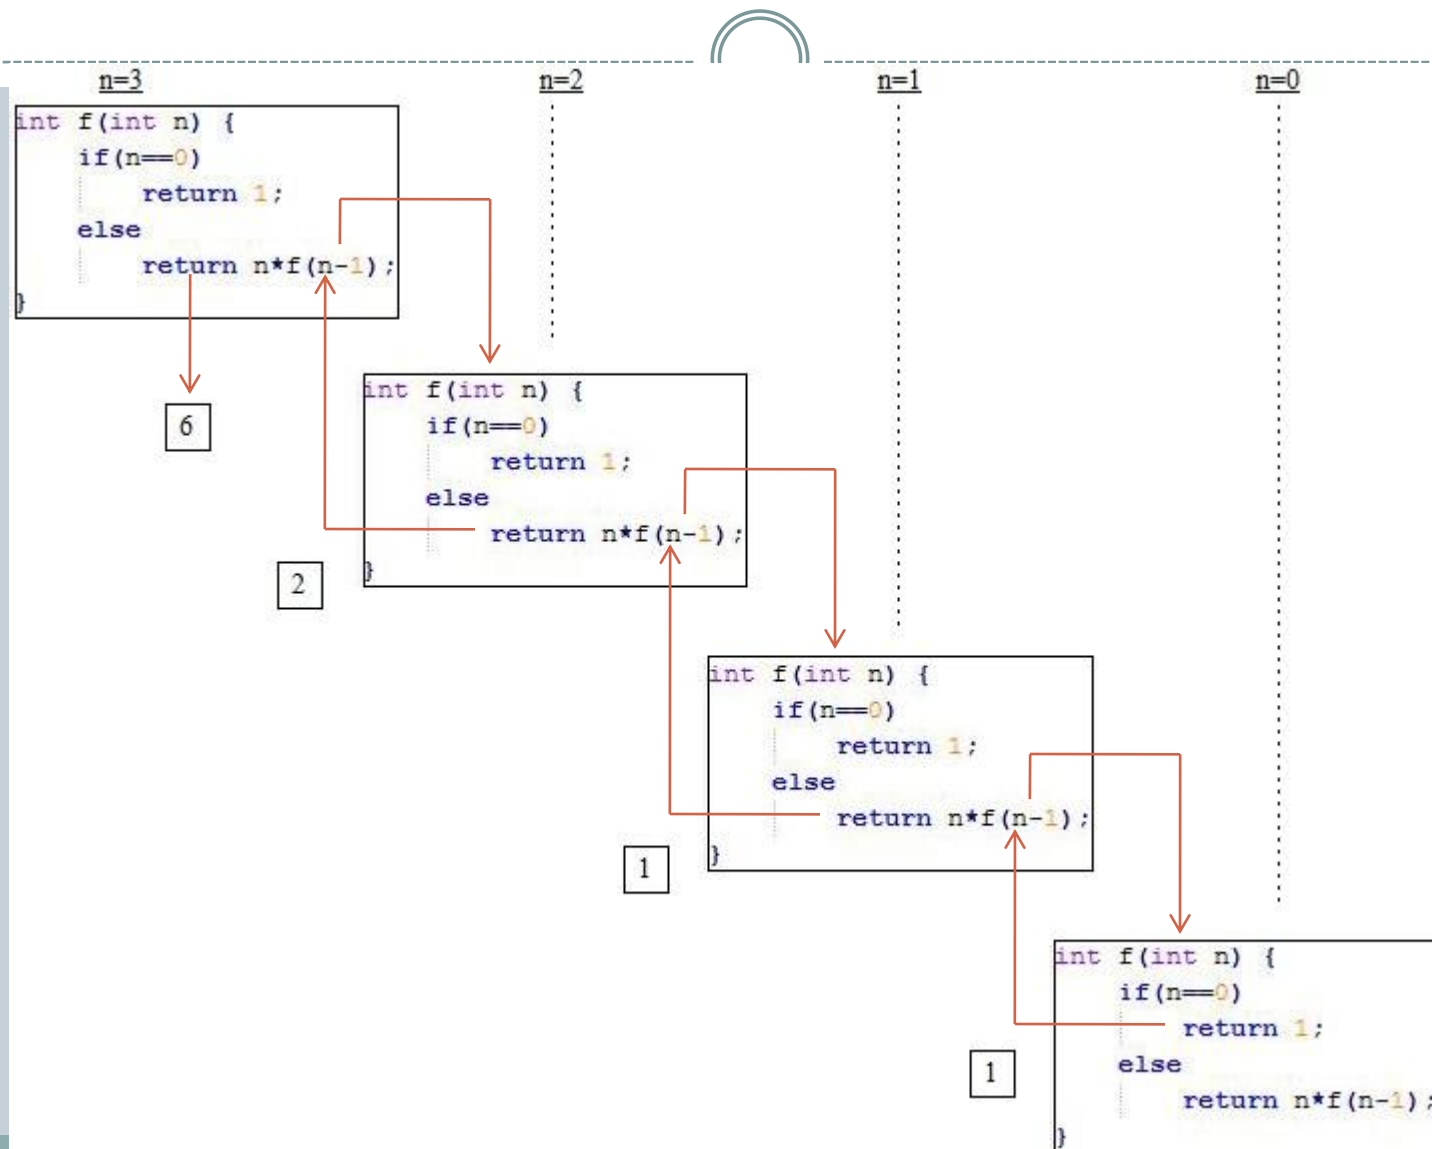 n=3 n=2 n=1 n=0
int f(int n) {
if(n==0)
return 1;
else
return n*f(n-1);
}
6
int f(int n) {
if(n==0)
return 1;
else
return n*f(n-1);
}
2
int f(int n) {
if(n==0)
return 1;
else
return n*f(n-1);
}
1
int f(int n) {
if(n==0)
return 1;
else
return n*f(n-1);
}
1